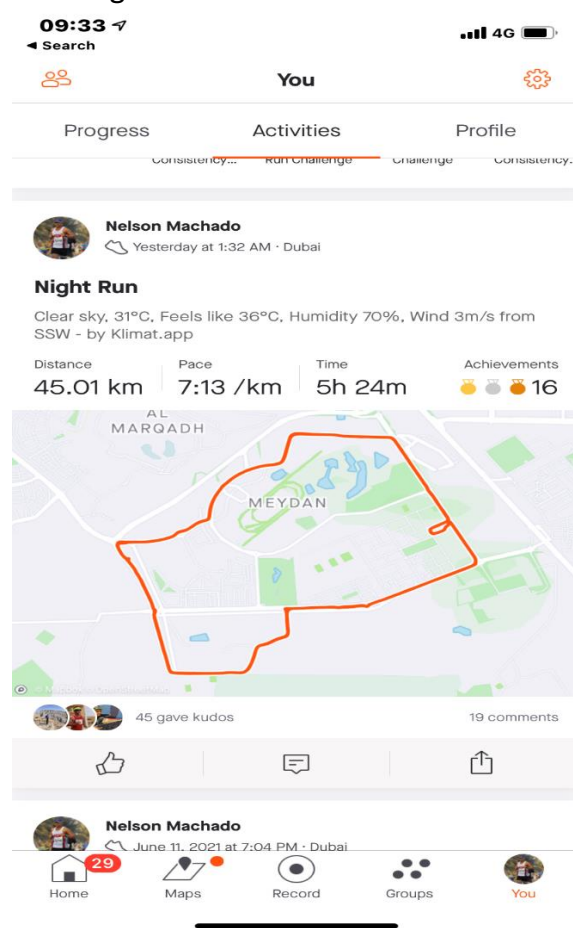 09:33
4G
Search
You
Progress Activities Profile
Consistency... Run Challenge Challenge Consistency.
Nelson Machado
Yesterday at 1:32 AM · Dubai
Night Run
Clear sky, 31°C, Feels like 36°C, Humidity 70%, Wind 3m/s from
SSW - by Klimat.app
Distance Pace Time Achievements
45.01 km 7:13 /km 5h 24m 16
AL
MARQADH
MEYDAN
45 gave kudos 19 comments
Nelson Machado
June 11, 2021 at 7:04 PM · Dubai
29
Home Maps Record Groups You